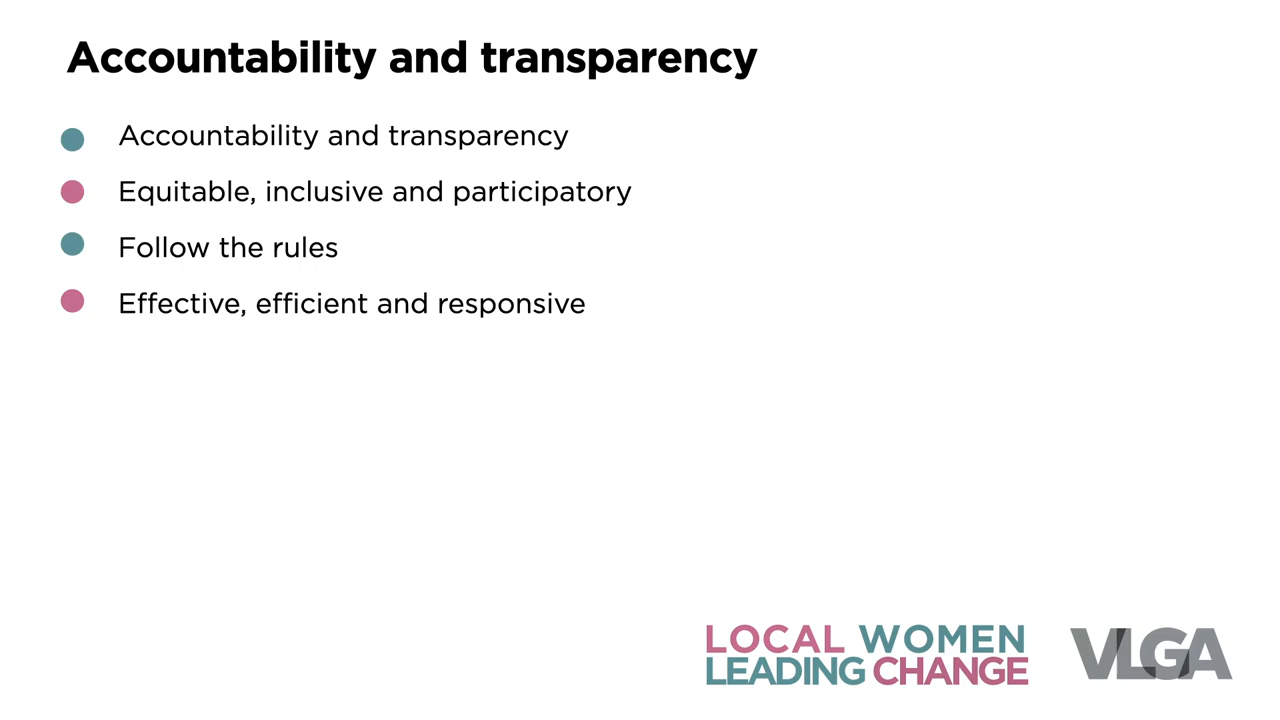 Accountability and transparency
Accountability and transparency
Equitable, inclusive and participatory
Follow the rules
Effective, efficient and responsive
LOCAL WOMEN
LEADING CHANGE
VLGA